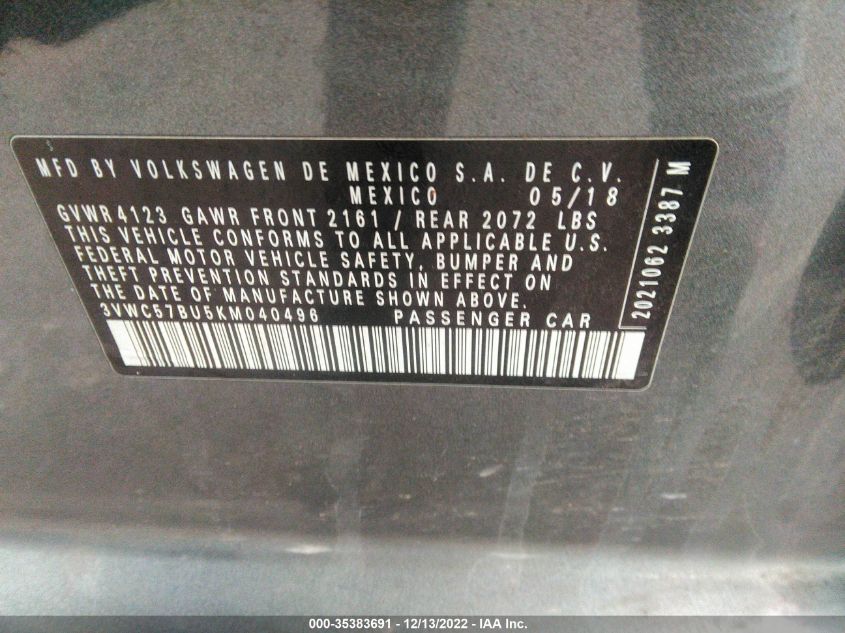 MFD BY VOLKSWAGEN DE MEXICO S.A. DE C.V.
MEXICO 05/18
GVWR 4123 GAWR FRONT 2161 / REAR 2072 LBS
THIS VEHICLE CONFORMS TO ALL APPLICABLE U.S.
FEDERAL MOTOR VEHICLE SAFETY, BUMPER AND
THEFT PREVENTION STANDARDS IN EFFECT ON
THE DATE OF MANUFACTURE SHOWN ABOVE.
3VWC57BU5KM040496 PASSENGER CAR
2021062 3387 M
S
000-35383691 - 12/13/2022 - IAA Inc.